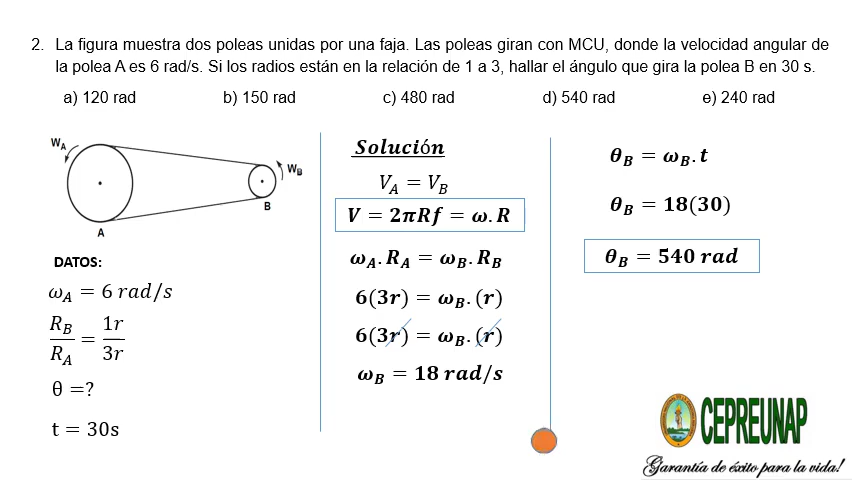 2. La figura muestra dos poleas unidas por una faja. Las poleas giran con MCU, donde la velocidad angular de
la polea A es 6 rad/s. Si los radios están en la relación de 1 a 3, hallar el ángulo que gira la polea B en 30 s.
a) 120 rad b) 150 rad c) 480 rad d) 540 rad e) 240 rad
W_A
W_B
B
A
DATOS:
ω_A = 6 rad/s
R_B/R_A = 1r/3r
θ =?
t = 30s
Solución
V_A = V_B
V = 2πRf = ω.R
ω_A.R_A = ω_B.R_B
6(3r) = ω_B.(r)
6(3r) = ω_B.(r)
ω_B = 18 rad/s
θ_B = ω_B.t
θ_B = 18(30)
θ_B = 540 rad
CEPREUNAP
Garantía de éxito para la vida!